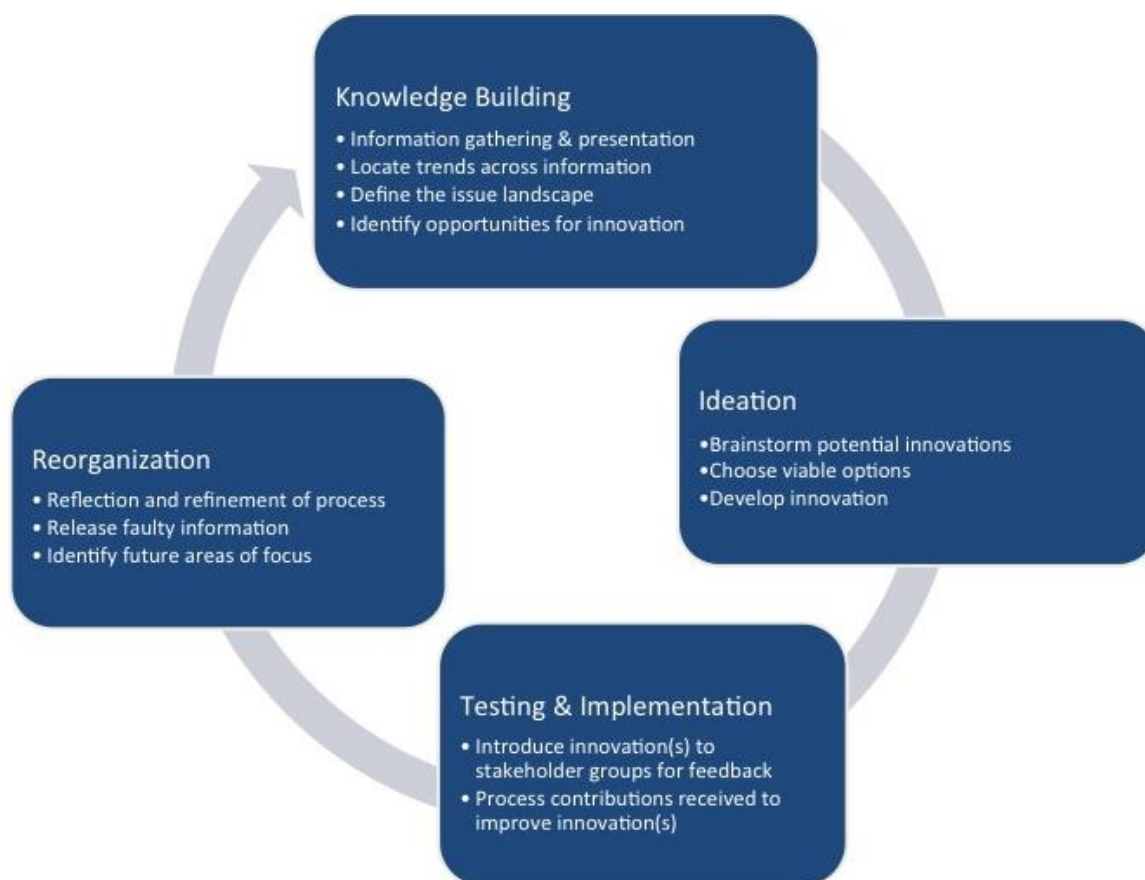 Knowledge Building
• Information gathering & presentation
• Locate trends across information
• Define the issue landscape
• Identify opportunities for innovation
Ideation
•Brainstorm potential innovations
•Choose viable options
•Develop innovation
Testing & Implementation
• Introduce innovation(s) to
stakeholder groups for feedback
• Process contributions received to
improve innovation(s)
Reorganization
• Reflection and refinement of process
• Release faulty information
• Identify future areas of focus